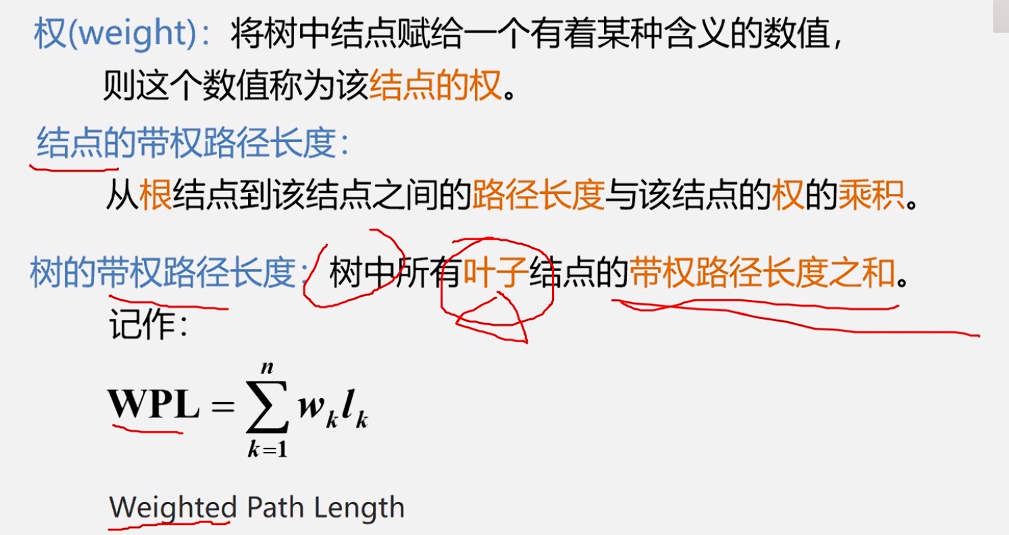 权(weight)：将树中结点赋给一个有着某种含义的数值，
则这个数值称为该结点的权。
结点的带权路径长度：
从根结点到该结点之间的路径长度与该结点的权的乘积。
树的带权路径长度：树中所有叶子结点的带权路径长度之和。
记作：
WPL = \sum_{k=1}^{n} w_k l_k
Weighted Path Length